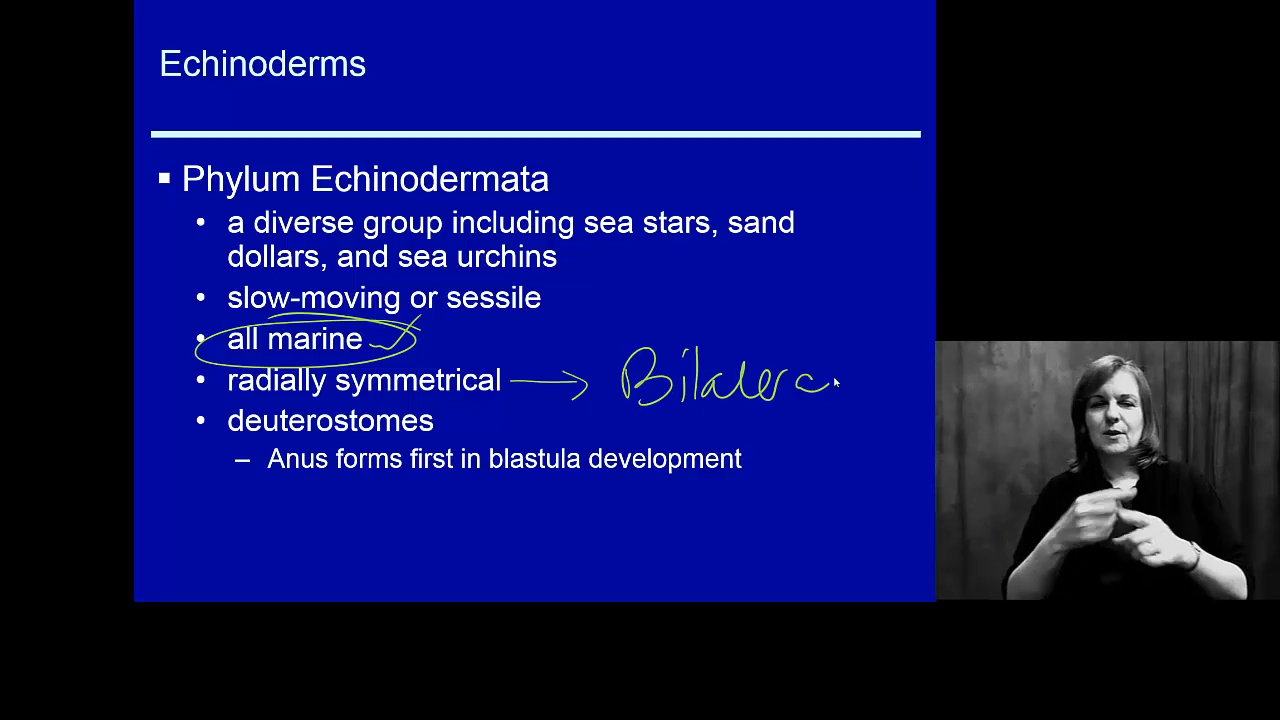 Echinoderms
▪ Phylum Echinodermata
• a diverse group including sea stars, sand
dollars, and sea urchins
• slow-moving or sessile
• all marine
• radially symmetrical → Bilatera
• deuterostomes
– Anus forms first in blastula development